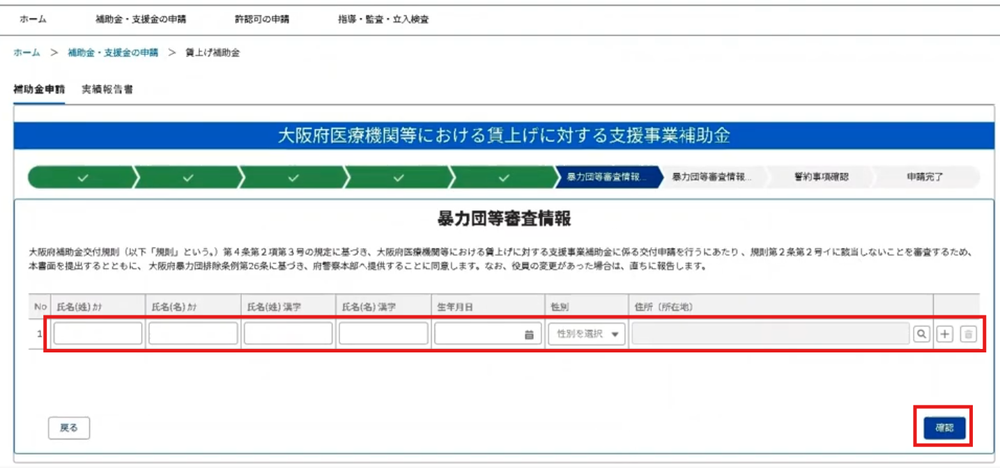 ホーム 補助金・支援金の申請 許認可の申請 指導・監査・立入検査
ホーム > 補助金・支援金の申請 > 賃上げ補助金
補助金申請 実績報告書
大阪府医療機関等における賃上げに対する支援事業補助金
暴力団等審査情報... 暴力団等審査情報... 誓約事項確認 申請完了
暴力団等審査情報
大阪府補助金交付規則（以下「規則」という。）第４条第２項第３号の規定に基づき、大阪府医療機関等における賃上げに対する支援事業補助金に係る交付申請を行うにあたり、規則第２条第２号イに該当しないことを審査するため、
本書面を提出するとともに、 大阪府暴力団排除条例第26条に基づき、府警察本部へ提供することに同意します。なお、役員の変更があった場合は、直ちに報告します。
No 氏名(姓) ｶﾅ 氏名(名) ｶﾅ 氏名(姓) 漢字 氏名(名) 漢字 生年月日 性別 住所（所在地）
1 性別を選択
戻る 確認